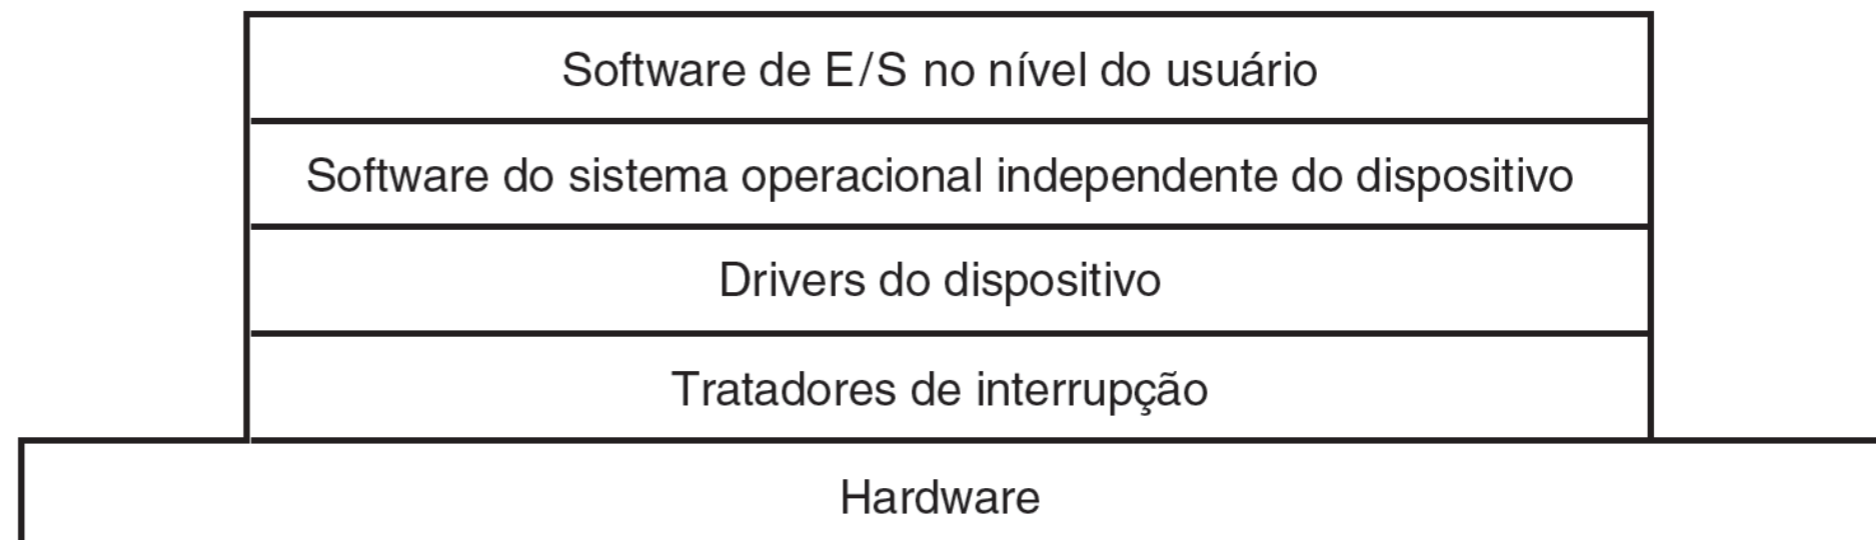 Software de E/S no nível do usuário
Software do sistema operacional independente do dispositivo
Drivers do dispositivo
Tratadores de interrupção
Hardware